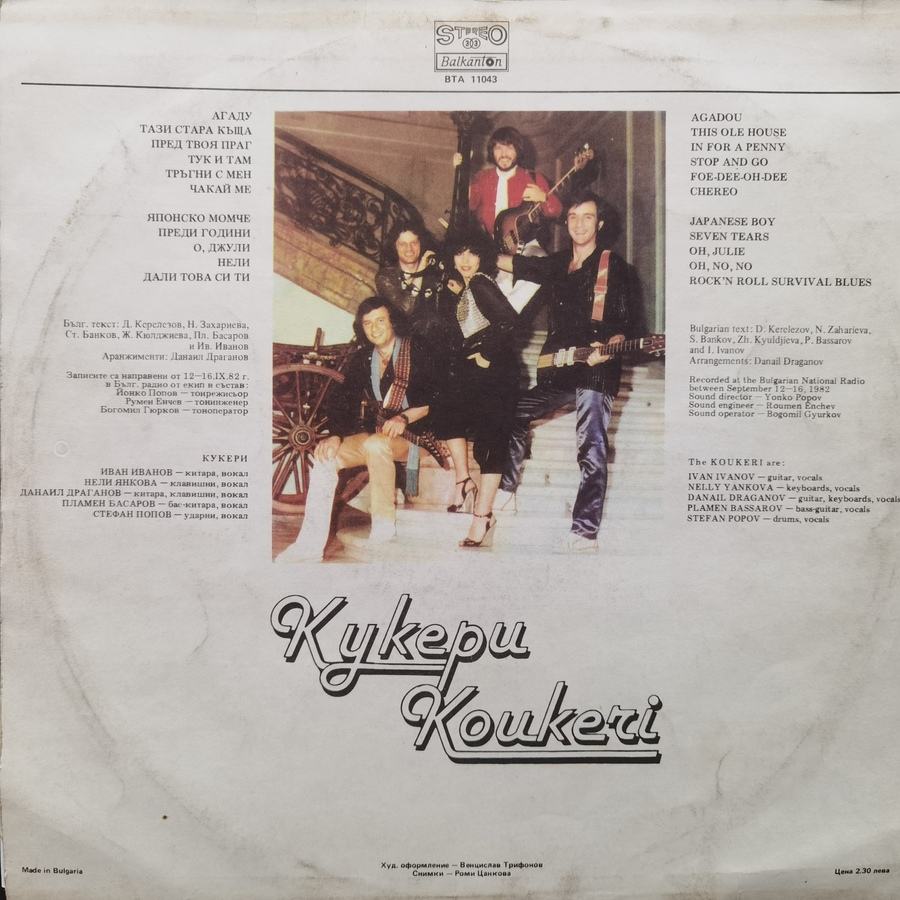 STEREO
33
Balkanton
BTA 11043
АГАДУ
ТАЗИ СТАРА КЪЩА
ПРЕД ТВОЯ ПРАГ
ТУК И ТАМ
ТРЪГНИ С МЕН
ЧАКАЙ МЕ
ЯПОНСКО МОМЧЕ
ПРЕДИ ГОДИНИ
О, ДЖУЛИ
НЕЛИ
ДАЛИ ТОВА СИ ТИ
Бълг. текст: Д. Керелезов, Н. Захариева,
Ст. Банков, Ж. Кюлджиева, Пл. Басаров
и Ив. Иванов
Аранжименти: Данаил Драганов
Записите са направени от 12—16.IX.82 г.
в Бълг. радио от екип в състав:
Йонко Попов — тонрежисьор
Румен Енчев — тонинженер
Богомил Гюрков — тоноператор
КУКЕРИ
ИВАН ИВАНОВ — китара, вокал
НЕЛИ ЯНКОВА — клавишни, вокал
ДАНАИЛ ДРАГАНОВ — китара, клавишни, вокал
ПЛАМЕН БАСАРОВ — бас-китара, вокал
СТЕФАН ПОПОВ — ударни, вокал
AGADOU
THIS OLE HOUSE
IN FOR A PENNY
STOP AND GO
FOE-DEE-OH-DEE
CHEREO
JAPANESE BOY
SEVEN TEARS
OH, JULIE
OH, NO, NO
ROCK'N ROLL SURVIVAL BLUES
Bulgarian text: D. Kerelezov, N. Zaharieva,
S. Bankov, Zh. Kyuldjieva, P. Bassarov
and I. Ivanov
Arrangements: Danail Draganov
Recorded at the Bulgarian National Radio
between September 12—16, 1982
Sound director — Yonko Popov
Sound engineer — Roumen Enchev
Sound operator — Bogomil Gyurkov
The KOUKERI are:
IVAN IVANOV — guitar, vocals
NELLY YANKOVA — keyboards, vocals
DANAIL DRAGANOV — guitar, keyboards, vocals
PLAMEN BASSAROV — bass-guitar, vocals
STEFAN POPOV — drums, vocals
Кукери
Koukeri
Made in Bulgaria
Худ. оформление — Венцислав Трифонов
Снимки — Роми Цанкова
Цена 2.30 лева